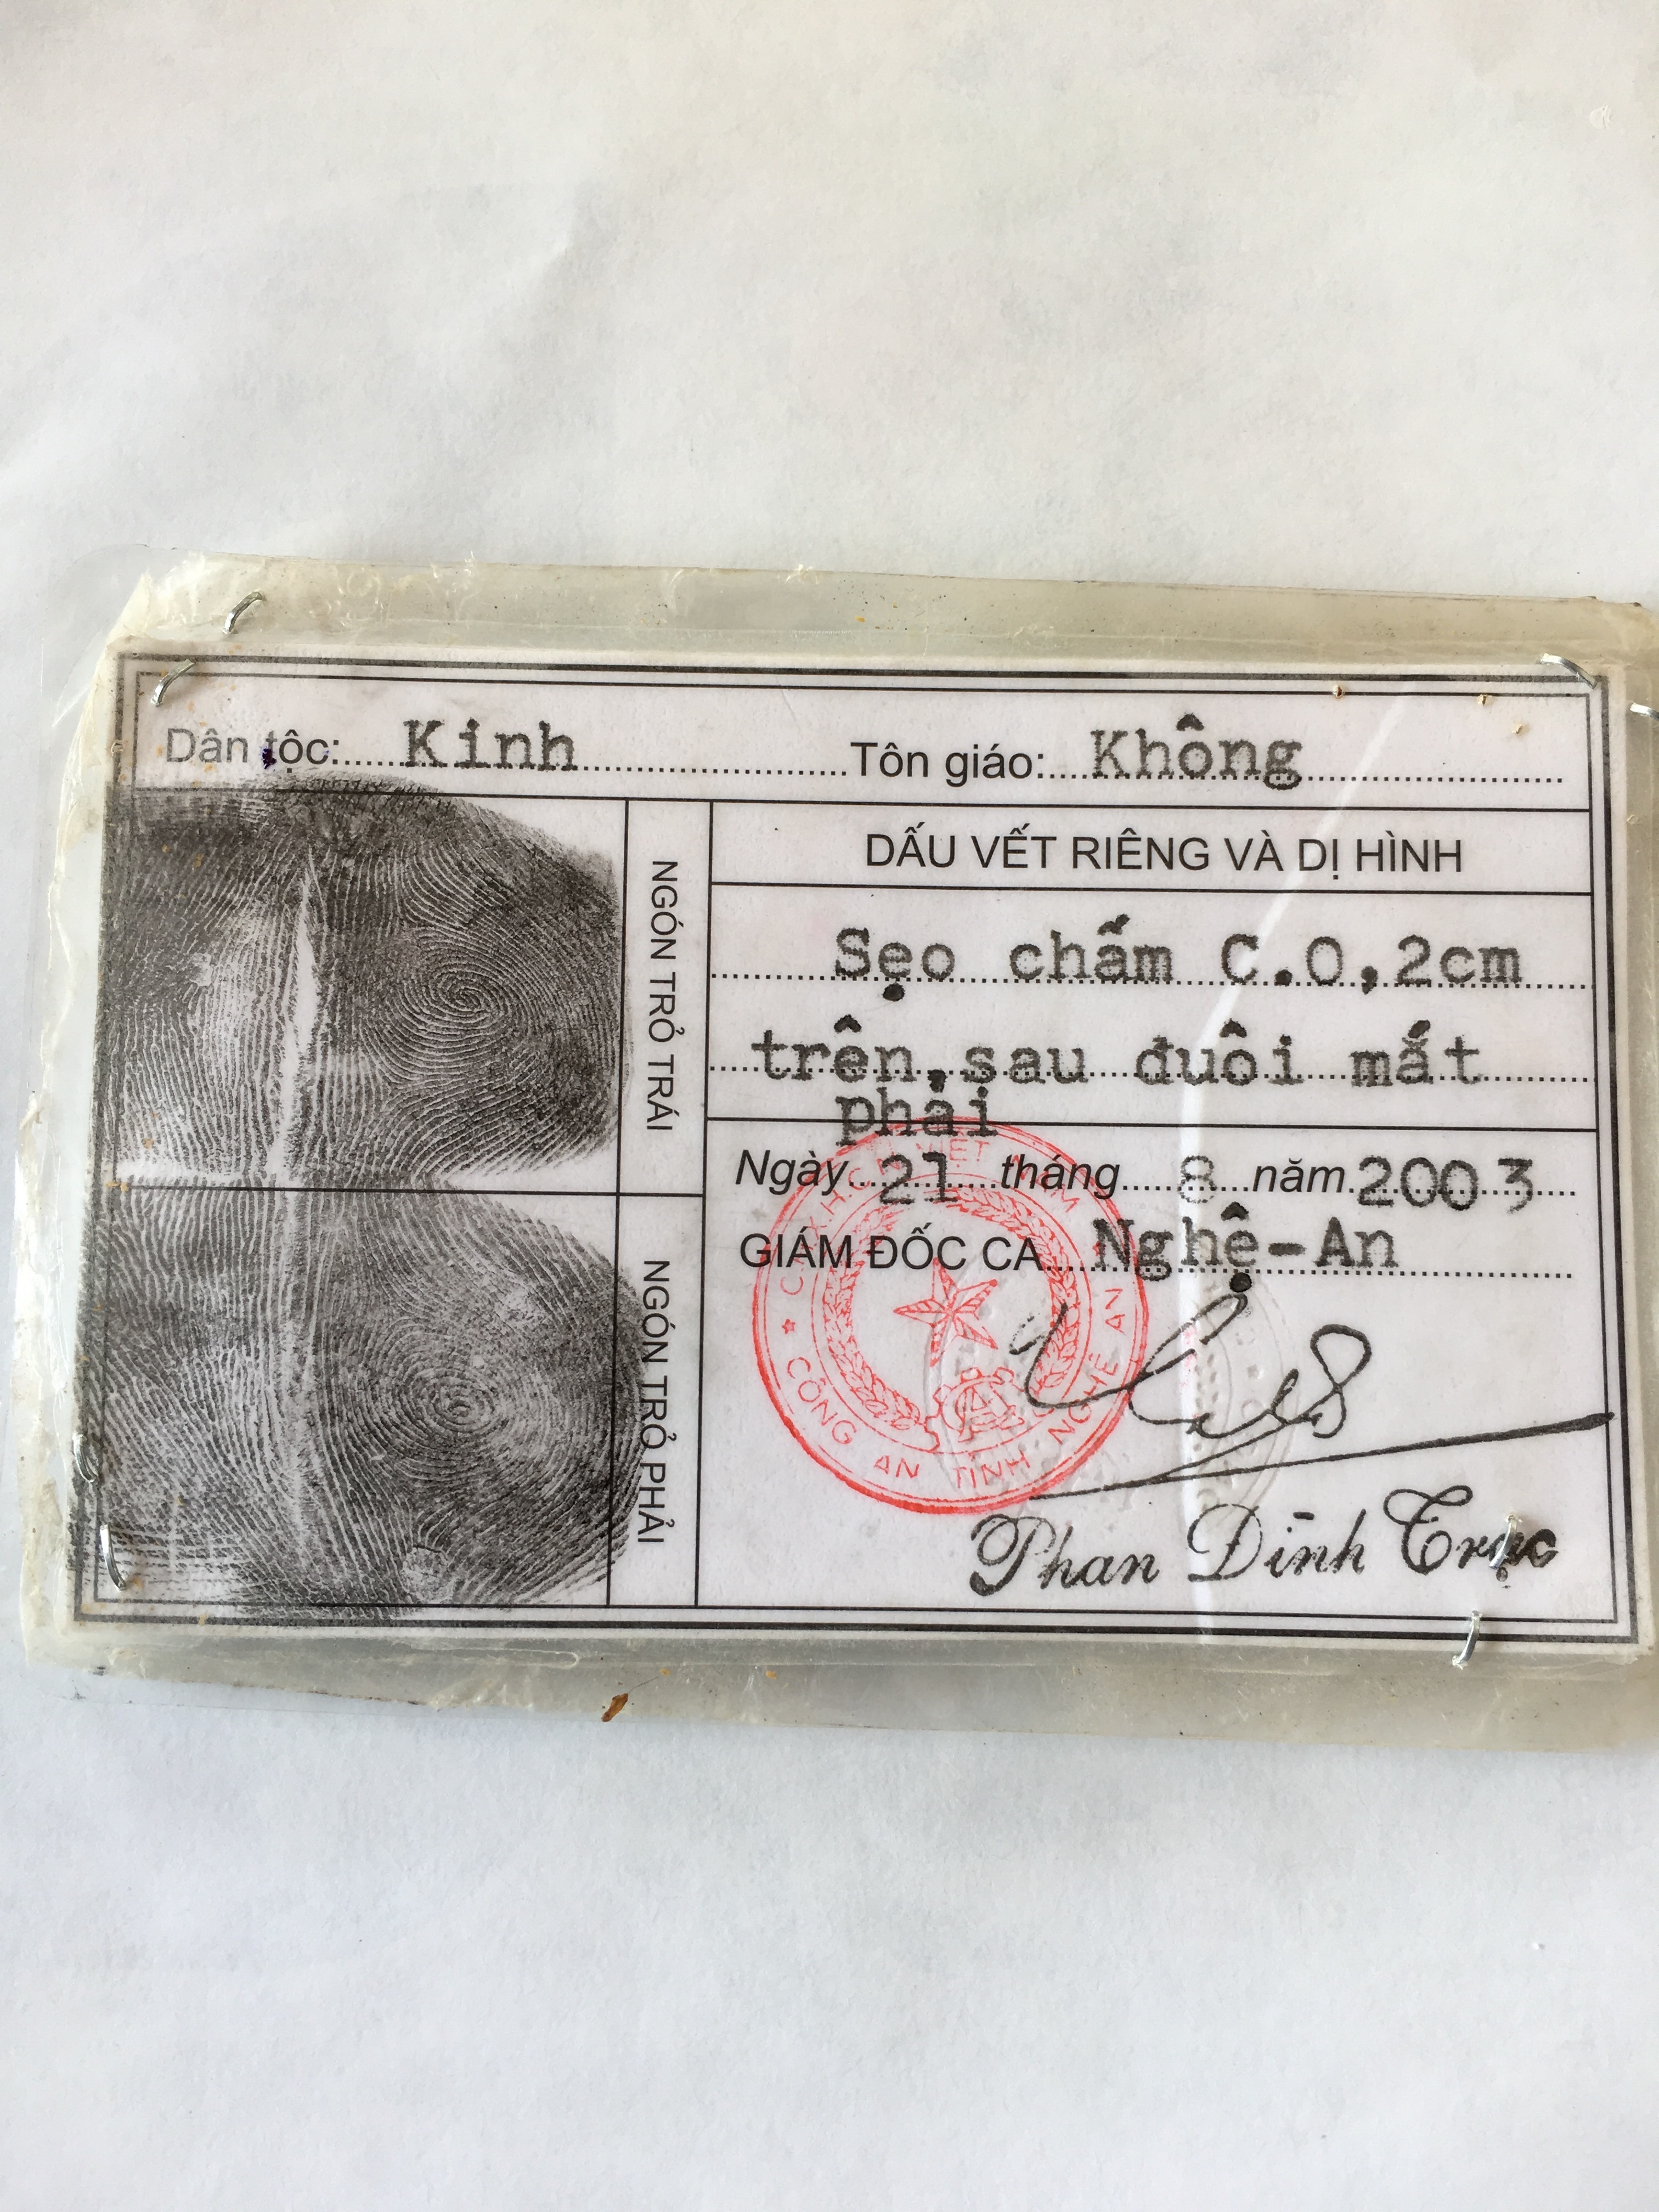 Dân tộc: Kinh Tôn giáo: Không
NGÓN TRỎ TRÁI
NGÓN TRỎ PHẢI
DẤU VẾT RIÊNG VÀ DỊ HÌNH
Sẹo chấm C.0,2cm
trên,sau đuôi mắt
phải
Ngày 21 tháng 8 năm 2003
GIÁM ĐỐC CA Nghệ-An
VIỆT NAM
CÔNG AN TỈNH NGHỆ AN
Phan Đình Trạc